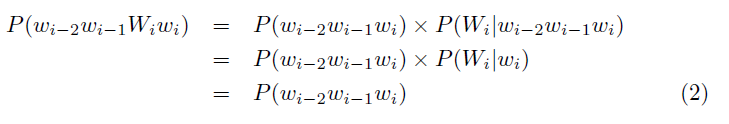 P(w_{i−2}w_{i−1}W_iw_i) = P(w_{i−2}w_{i−1}w_i) × P(W_i|w_{i−2}w_{i−1}w_i)
= P(w_{i−2}w_{i−1}w_i) × P(W_i|w_i)
= P(w_{i−2}w_{i−1}w_i) (2)